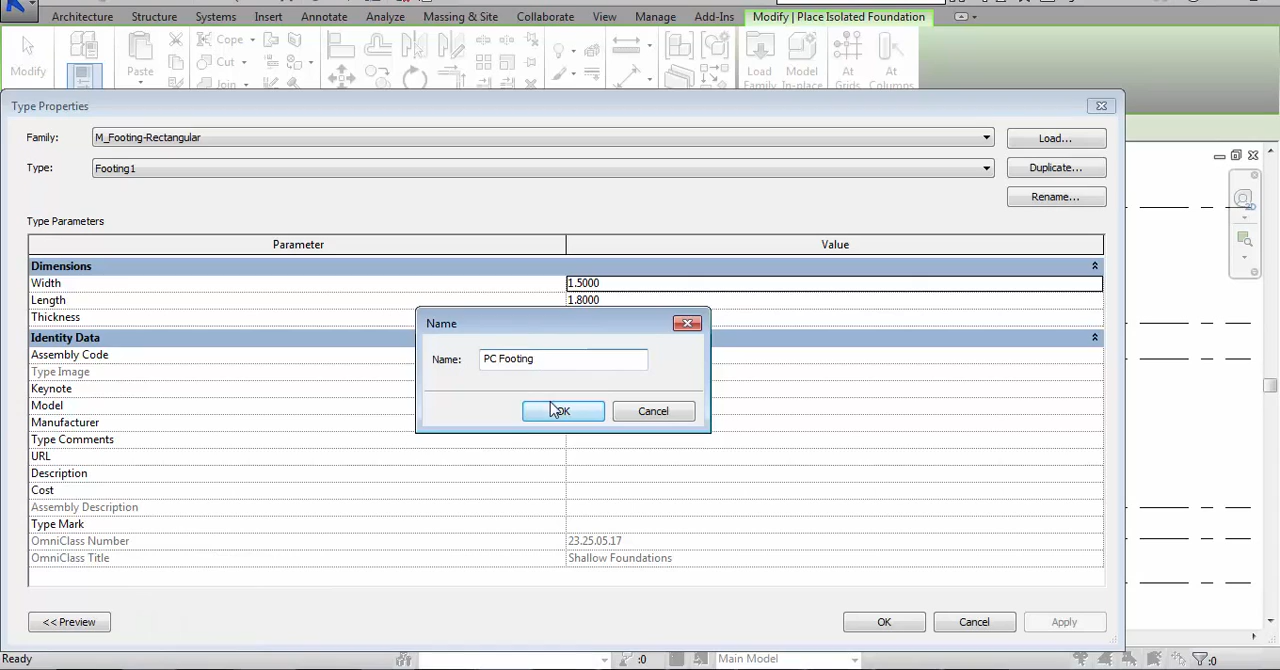 Architecture Structure Systems Insert Annotate Analyze Massing & Site Collaborate View Manage Add-Ins Modify | Place Isolated Foundation
Cope
Cut
Modify Paste Join Load Model At At
Family In-place Grids Columns
Type Properties
Family: M_Footing-Rectangular Load...
Type: Footing1 Duplicate...
Rename...
Type Parameters
Parameter Value
Dimensions
Width 1.5000
Length 1.8000
Thickness
Name
Identity Data
Assembly Code
Name: PC Footing
Type Image
Keynote
Model
OK Cancel
Manufacturer
Type Comments
URL
Description
Cost
Assembly Description
Type Mark
OmniClass Number 23.25.05.17
OmniClass Title Shallow Foundations
<< Preview OK Cancel Apply
Ready :0 Main Model :0